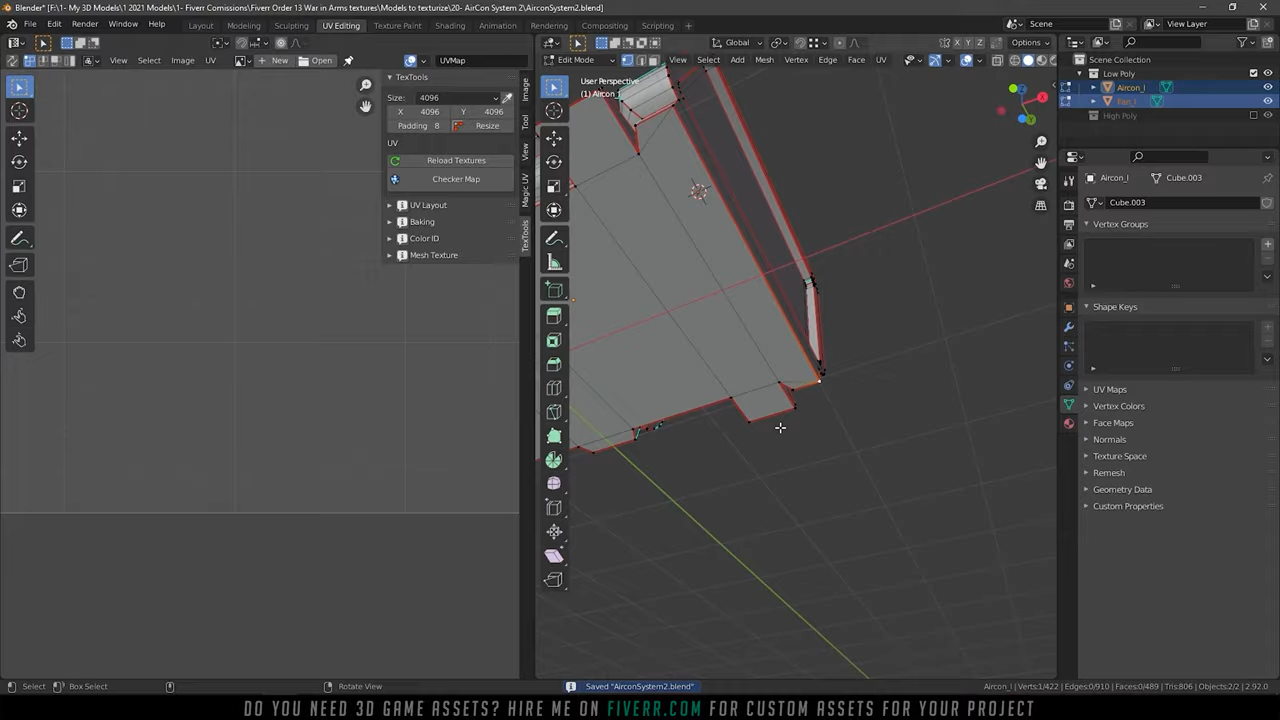 Blender* [F:\1- My 3D Models\1 2021 Models\1- Fiverr Comissions\Fiverr Order 13 War in Arms textures\Models to texturize\20- AirCon System 2\AirconSystem2.blend]
File Edit Render Window Help Layout Modeling Sculpting UV Editing Texture Paint Shading Animation Rendering Compositing Scripting Scene View Layer
Global X Y Z Options
View Select Image UV New Open UVMap Edit Mode View Select Add Mesh Vertex Edge Face UV
Scene Collection
Low Poly
Aircon_l
Fan_l
High Poly
TextTools
Size: 4096
X 4096 Y 4096
Padding 8 Resize
UV
Reload Textures
Checker Map
UV Layout
Baking
Color ID
Mesh Texture
Image
Tool
View
Magic UV
TexTools
User Perspective
(1) Aircon_l
X
Y
Aircon_l Cube.003
Cube.003
Vertex Groups
Shape Keys
UV Maps
Vertex Colors
Face Maps
Normals
Texture Space
Remesh
Geometry Data
Custom Properties
Select Box Select Rotate View Saved "AirconSystem2.blend" Aircon_l | Verts:1/422 | Edges:0/910 | Faces:0/489 | Tris:806 | Objects:2/2 | 2.92.0
DO YOU NEED 3D GAME ASSETS? HIRE ME ON FIVERR.COM FOR CUSTOM ASSETS FOR YOUR PROJECT